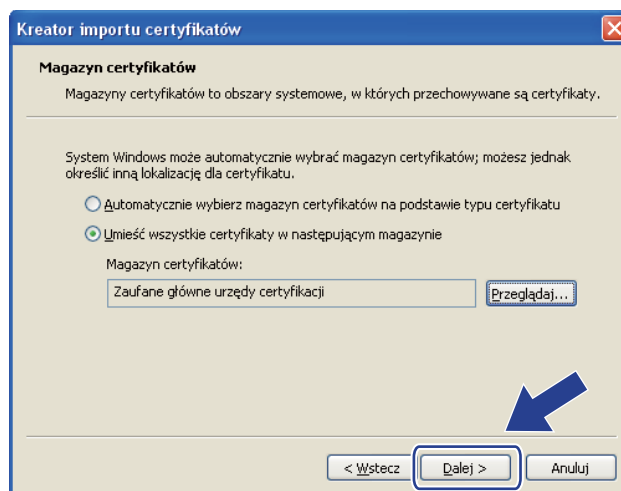 Kreator importu certyfikatów
Magazyn certyfikatów
Magazyny certyfikatów to obszary systemowe, w których przechowywane są certyfikaty.
System Windows może automatycznie wybrać magazyn certyfikatów; możesz jednak
określić inną lokalizację dla certyfikatu.
Automatycznie wybierz magazyn certyfikatów na podstawie typu certyfikatu
Umieść wszystkie certyfikaty w następującym magazynie
Magazyn certyfikatów:
Zaufane główne urzędy certyfikacji
Przeglądaj...
< Wstecz
Dalej >
Anuluj